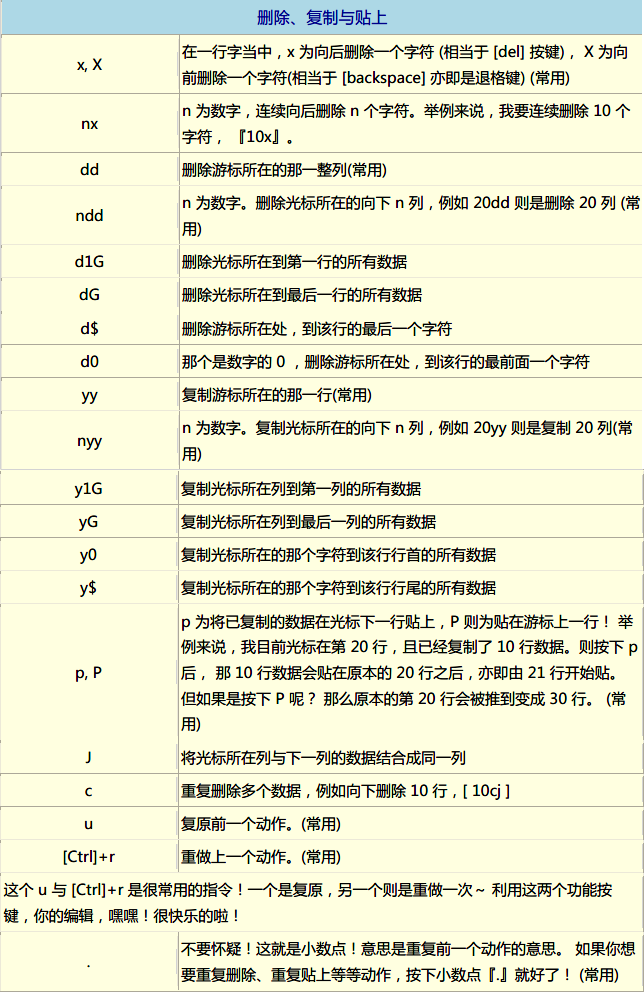 删除、复制与贴上
x, X
在一行字当中，x 为向后删除一个字符 (相当于 [del] 按键)， X 为向
前删除一个字符(相当于 [backspace] 亦即是退格键) (常用)
nx
n 为数字，连续向后删除 n 个字符。举例来说，我要连续删除 10 个
字符， 『10x』。
dd
删除游标所在的那一整列(常用)
ndd
n 为数字。删除光标所在的向下 n 列，例如 20dd 则是删除 20 列 (常
用)
d1G
删除光标所在到第一行的所有数据
dG
删除光标所在到最后一行的所有数据
d$
删除游标所在处，到该行的最后一个字符
d0
那个是数字的 0 ，删除游标所在处，到该行的最前面一个字符
yy
复制游标所在的那一行(常用)
nyy
n 为数字。复制光标所在的向下 n 列，例如 20yy 则是复制 20 列(常
用)
y1G
复制光标所在列到第一列的所有数据
yG
复制光标所在列到最后一列的所有数据
y0
复制光标所在的那个字符到该行行首的所有数据
y$
复制光标所在的那个字符到该行行尾的所有数据
p, P
p 为将已复制的数据在光标下一行贴上，P 则为贴在游标上一行！ 举
例来说，我目前光标在第 20 行，且已经复制了 10 行数据。则按下 p
后， 那 10 行数据会贴在原本的 20 行之后，亦即由 21 行开始贴。
但如果是按下 P 呢？ 那么原本的第 20 行会被推到变成 30 行。 (常
用)
J
将光标所在列与下一列的数据结合成同一列
c
重复删除多个数据，例如向下删除 10 行，[ 10cj ]
u
复原前一个动作。(常用)
[Ctrl]+r
重做上一个动作。(常用)
这个 u 与 [Ctrl]+r 是很常用的指令！一个是复原，另一个则是重做一次～ 利用这两个功能按
键，你的编辑，嘿嘿！很快乐的啦！
.
不要怀疑！这就是小数点！意思是重复前一个动作的意思。 如果你想
要重复删除、重复贴上等等动作，按下小数点『.』就好了！ (常用)